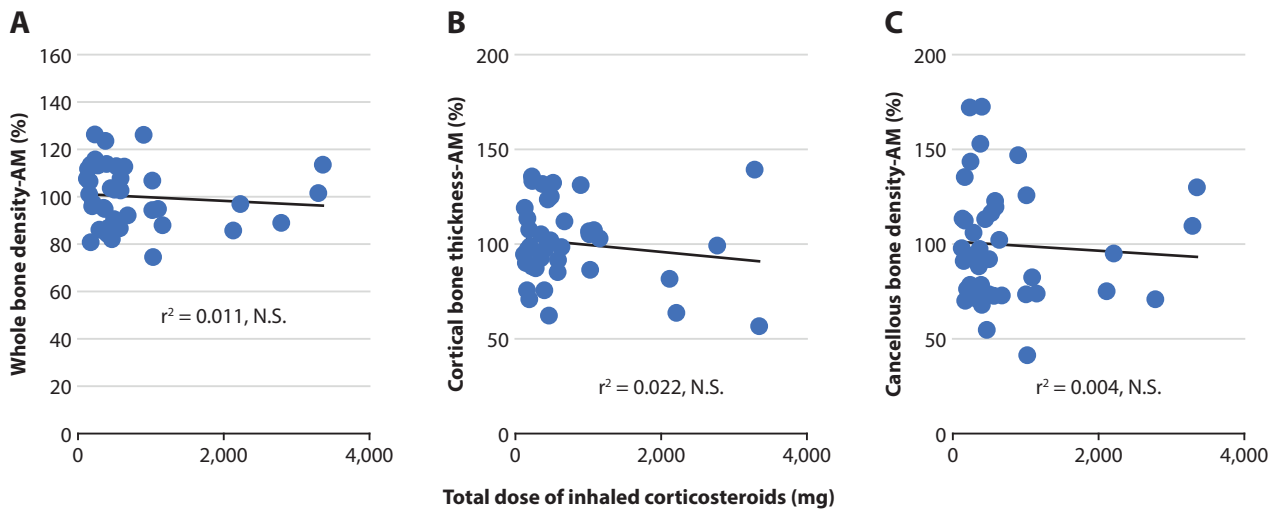 A
Whole bone density-AM (%)
160
140
120
100
80
60
40
20
0
0 2,000 4,000
r² = 0.011, N.S.
B
Cortical bone thickness-AM (%)
200
150
100
50
0
0 2,000 4,000
r² = 0.022, N.S.
C
Cancellous bone density-AM (%)
200
150
100
50
0
0 2,000 4,000
r² = 0.004, N.S.
Total dose of inhaled corticosteroids (mg)